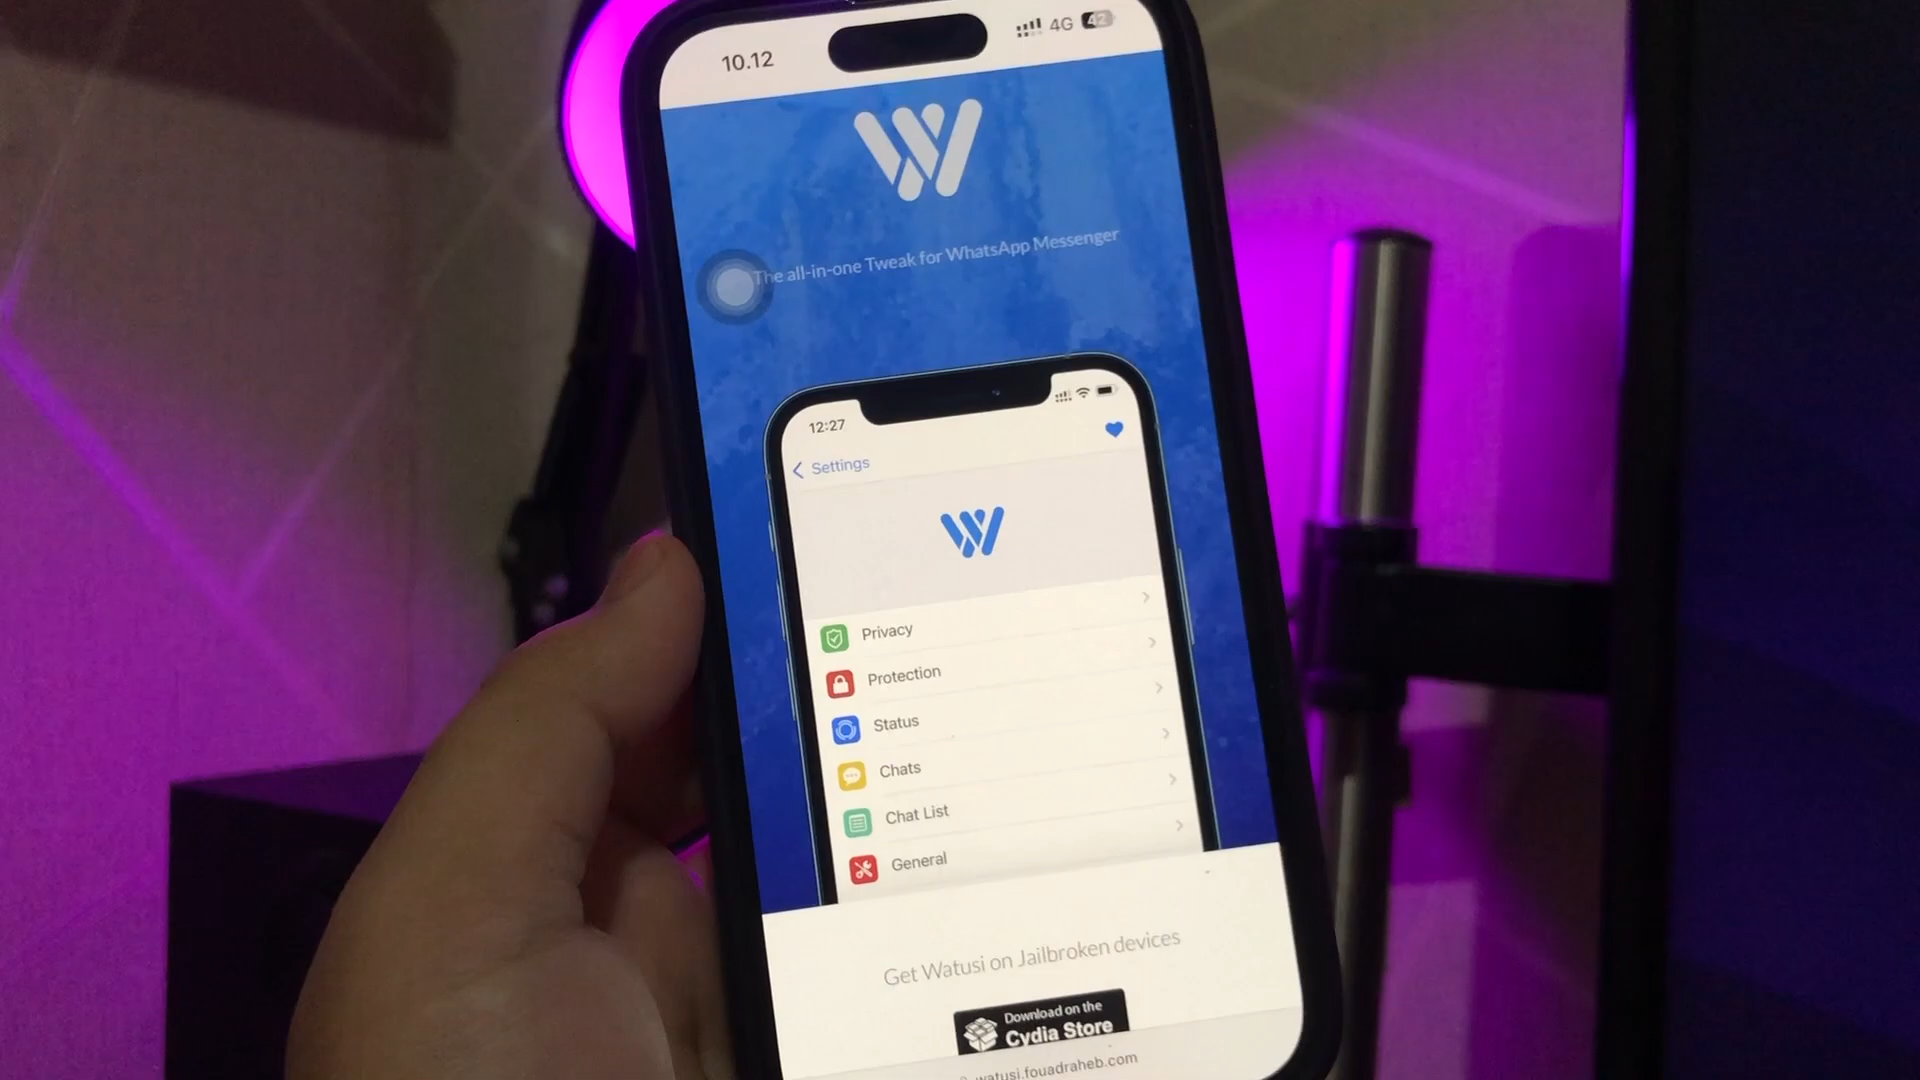 10.12
4G 42
The all-in-one Tweak for WhatsApp Messenger
12:27
Settings
Privacy
Protection
Status
Chats
Chat List
General
Get Watusi on Jailbroken devices
Download on the
Cydia Store
watusi.fouadraheb.com